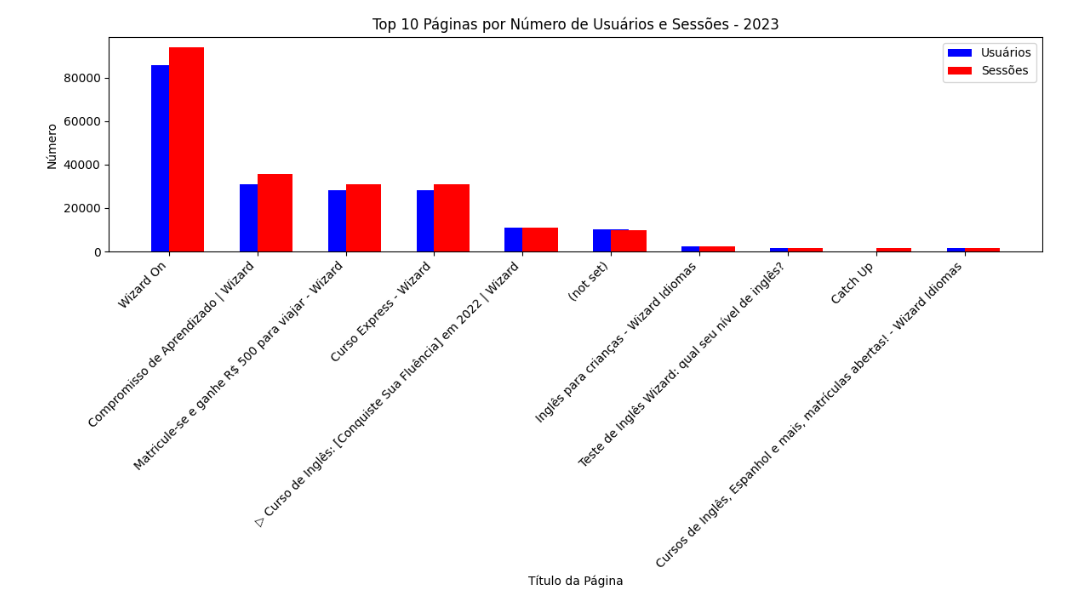 Top 10 Páginas por Número de Usuários e Sessões - 2023
Usuários
Sessões
Número
80000
60000
40000
20000
0
Wizard On
Compromisso de Aprendizado | Wizard
Matricule-se e ganhe R$ 500 para viajar - Wizard
Curso Express - Wizard
▷ Curso de Inglês: [Conquiste Sua Fluência] em 2022 | Wizard
(not set)
Inglês para crianças - Wizard Idiomas
Teste de Inglês Wizard: qual seu nível de inglês?
Catch Up
Cursos de Inglês, Espanhol e mais, matrículas abertas! - Wizard Idiomas
Título da Página